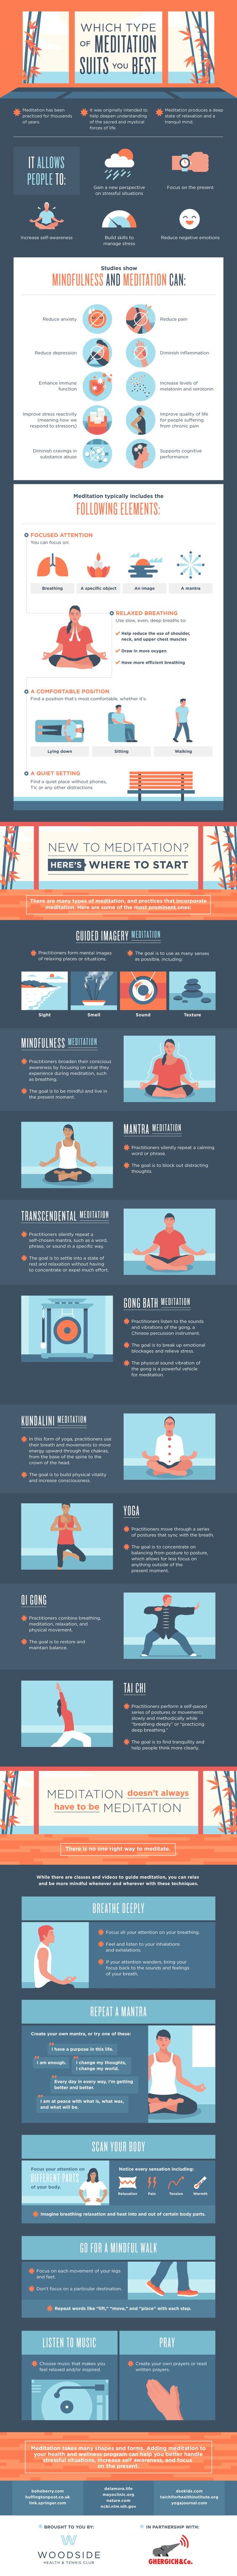 WHICH TYPE
OF MEDITATION
SUITS YOU BEST
Meditation has been
practiced for thousands
of years.
It was originally intended to
help deepen understanding
of the sacred and mystical
forces of life.
Meditation produces a deep
state of relaxation and a
tranquil mind.
IT ALLOWS
PEOPLE TO:
Gain a new perspective
on stressful situations
Focus on the present
Increase self-awareness
Build skills to
manage stress
Reduce negative emotions
Studies show
MINDFULNESS AND MEDITATION CAN:
Reduce anxiety
Reduce pain
Reduce depression
Diminish inflammation
Enhance immune
function
Increase levels of
melatonin and serotonin
Improve stress reactivity
(meaning how we
respond to stressors)
Improve quality of life
for people suffering
from chronic pain
Diminish cravings in
substance abuse
Supports cognitive
performance
Meditation typically includes the
FOLLOWING ELEMENTS:
FOCUSED ATTENTION
You can focus on:
Breathing
A specific object
An image
A mantra
RELAXED BREATHING
Use slow, even, deep breaths to:
Help reduce the use of shoulder,
neck, and upper chest muscles
Draw in more oxygen
Have more efficient breathing
A COMFORTABLE POSITION
Find a position that's most comfortable, whether it's:
Lying down
Sitting
Walking
A QUIET SETTING
Find a quiet place without phones,
TV, or any other distractions
NEW TO MEDITATION?
HERE'S WHERE TO START
There are many types of meditation, and practices that incorporate
meditation. Here are some of the most prominent ones:
GUIDED IMAGERY MEDITATION
Practitioners form mental images
of relaxing places or situations.
The goal is to use as many senses
as possible, including:
Sight
Smell
Sound
Texture
MINDFULNESS MEDITATION
Practitioners broaden their conscious
awareness by focusing on what they
experience during meditation, such
as breathing.
The goal is to be mindful and live in
the present moment.
MANTRA MEDITATION
Practitioners silently repeat a calming
word or phrase.
The goal is to block out distracting
thoughts.
TRANSCENDENTAL MEDITATION
Practitioners silently repeat a
self-chosen mantra, such as a word,
phrase, or sound in a specific way.
The goal is to settle into a state of
rest and relaxation without having
to concentrate or expel much effort.
GONG BATH MEDITATION
Practitioners listen to the sounds
and vibrations of the gong, a
Chinese percussion instrument.
The goal is to break up emotional
blockages and relieve stress.
The physical sound vibration of
the gong is a powerful vehicle
for meditation.
KUNDALINI MEDITATION
In this form of yoga, practitioners use
their breath and movements to move
energy upward through the chakras,
from the base of the spine to the
crown of the head.
The goal is to build physical vitality
and increase consciousness.
YOGA
Practitioners move through a series
of postures that sync with the breath.
The goal is to concentrate on
balancing from posture to posture,
which allows for less focus on
anything outside of the
present moment.
QI GONG
Practitioners combine breathing,
meditation, relaxation, and
physical movement.
The goal is to restore and
maintain balance.
TAI CHI
Practitioners perform a self-paced
series of postures or movements
slowly and methodically while
"breathing deeply" or "practicing
deep breathing."
The goal is to find tranquility and
help people think more clearly.
MEDITATION doesn't always
have to be MEDITATION
There is no one right way to meditate.
While there are classes and videos to guide meditation, you can relax
and be more mindful whenever and wherever with these techniques.
BREATHE DEEPLY
Focus all your attention on your breathing.
Feel and listen to your inhalations
and exhalations.
If your attention wanders, bring your
focus back to the sounds and feelings
of your breath.
REPEAT A MANTRA
Create your own mantra, or try one of these:
I have a purpose in this life.
I am enough.
I change my thoughts,
I change my world.
Every day in every way, I'm getting
better and better.
I am at peace with what is, what was,
and what will be.
SCAN YOUR BODY
Focus your attention on
DIFFERENT PARTS
of your body.
Notice every sensation including:
Relaxation
Pain
Tension
Warmth
Imagine breathing relaxation and heat into and out of certain body parts.
GO FOR A MINDFUL WALK
Focus on each movement of your legs
and feet.
Don't focus on a particular destination.
Repeat words like "lift," "move," and "place" with each step.
LISTEN TO MUSIC
Choose music that makes you
feel relaxed and/or inspired.
PRAY
Create your own prayers or read
written prayers.
Meditation takes many shapes and forms. Adding meditation to
your health and wellness program can help you better handle
stressful situations, increase self awareness, and focus
on the present.
bohoberry.com
huffingtonpost.co.uk
link.springer.com
detamora.life
mayoclinic.org
nature.com
ncbi.nlm.nih.gov
doskids.com
taichiforhealthinstitute.org
yogajournal.com
BROUGHT TO YOU BY:
WOODSIDE
HEALTH & TENNIS CLUB
IN PARTNERSHIP WITH:
GHERGICH&Co.